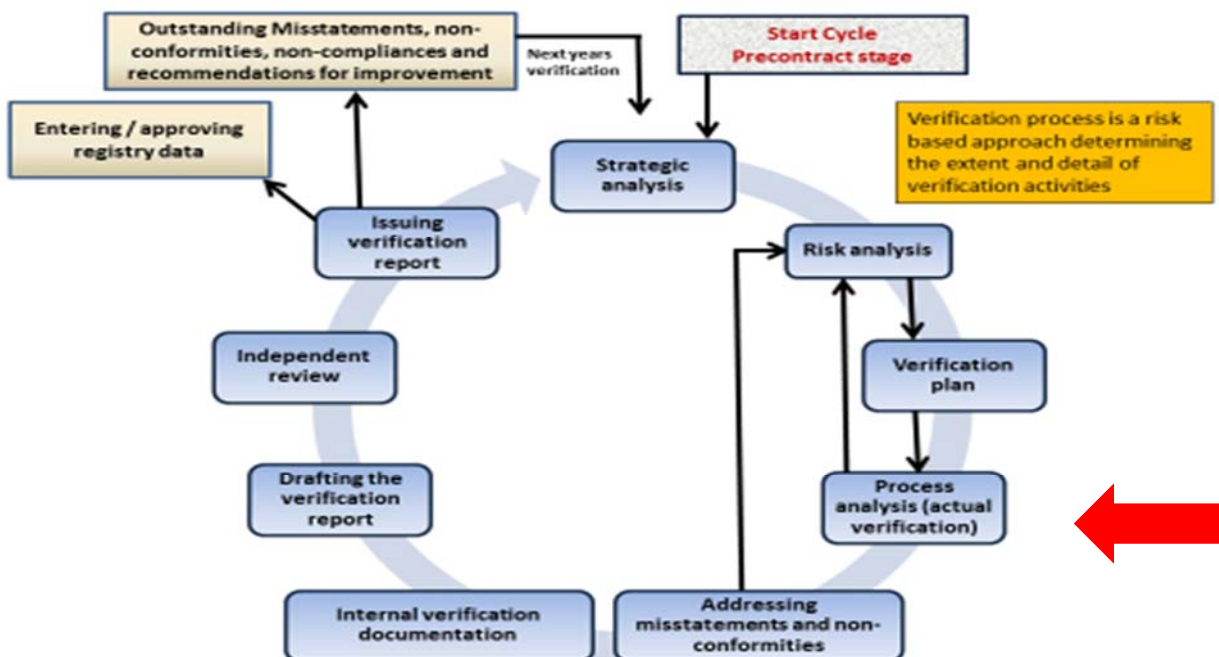 Outstanding Misstatements, non-
conformities, non-compliances and
recommendations for improvement
Next years
verification
Start Cycle
Precontract stage
Entering / approving
registry data
Verification process is a risk
based approach determining
the extent and detail of
verification activities
Strategic
analysis
Issuing
verification
report
Risk analysis
Independent
review
Verification
plan
Drafting the
verification
report
Process
analysis (actual
verification)
Internal verification
documentation
Addressing
misstatements and non-
conformities